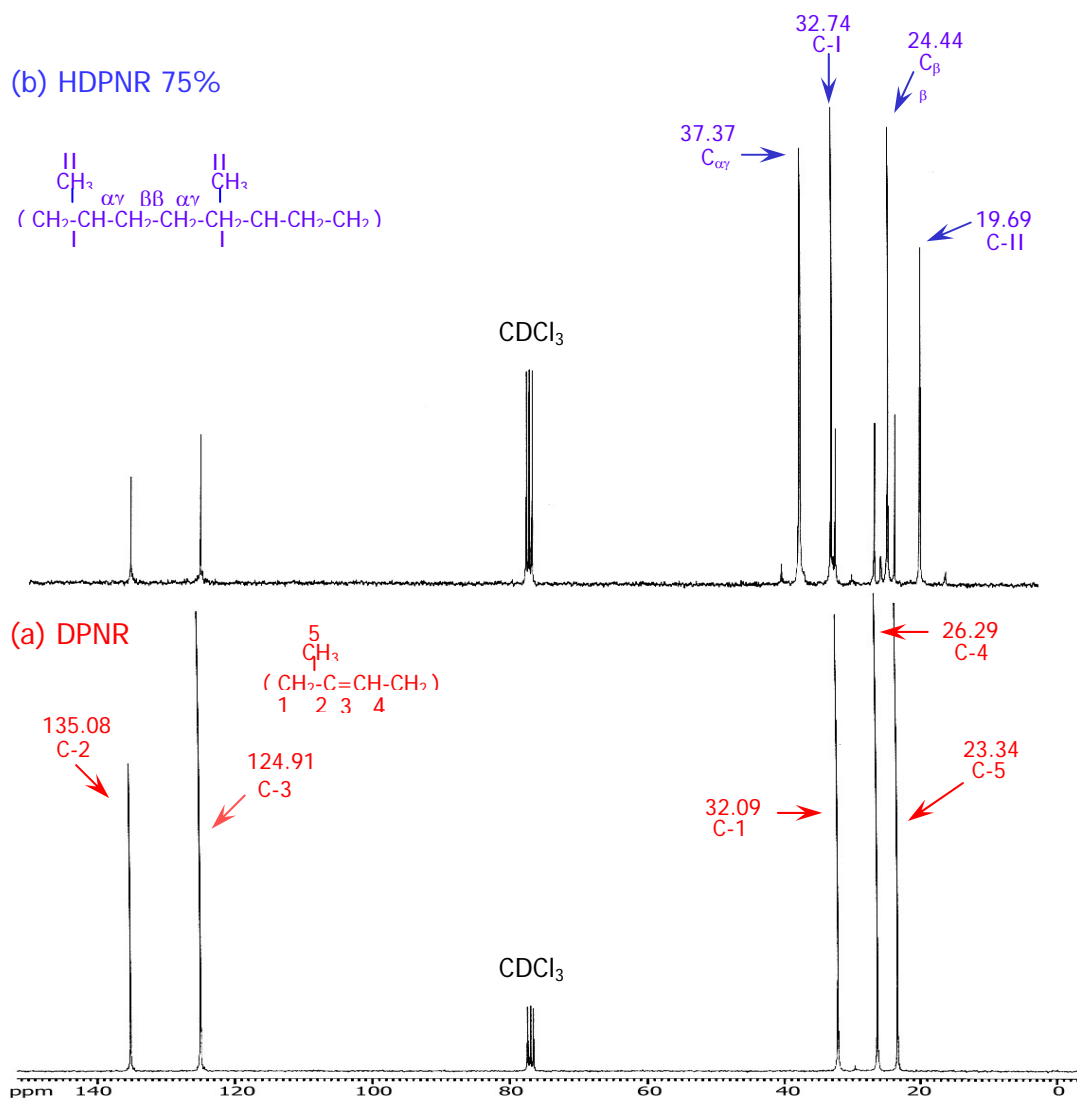 32.74
C-I
24.44
Cβ
β
(b) HDPNR 75%
37.37
Cαγ
II II
CH3 CH3
αγ ββ αγ
( CH2-CH-CH2-CH2-CH2-CH-CH2-CH2)
I I
19.69
C-II
CDCl3
(a) DPNR
5
CH3
( CH2-C=CH-CH2)
1 2 3 4
26.29
C-4
135.08
C-2
124.91
C-3
23.34
C-5
32.09
C-1
CDCl3
ppm 140 120 100 80 60 40 20 0